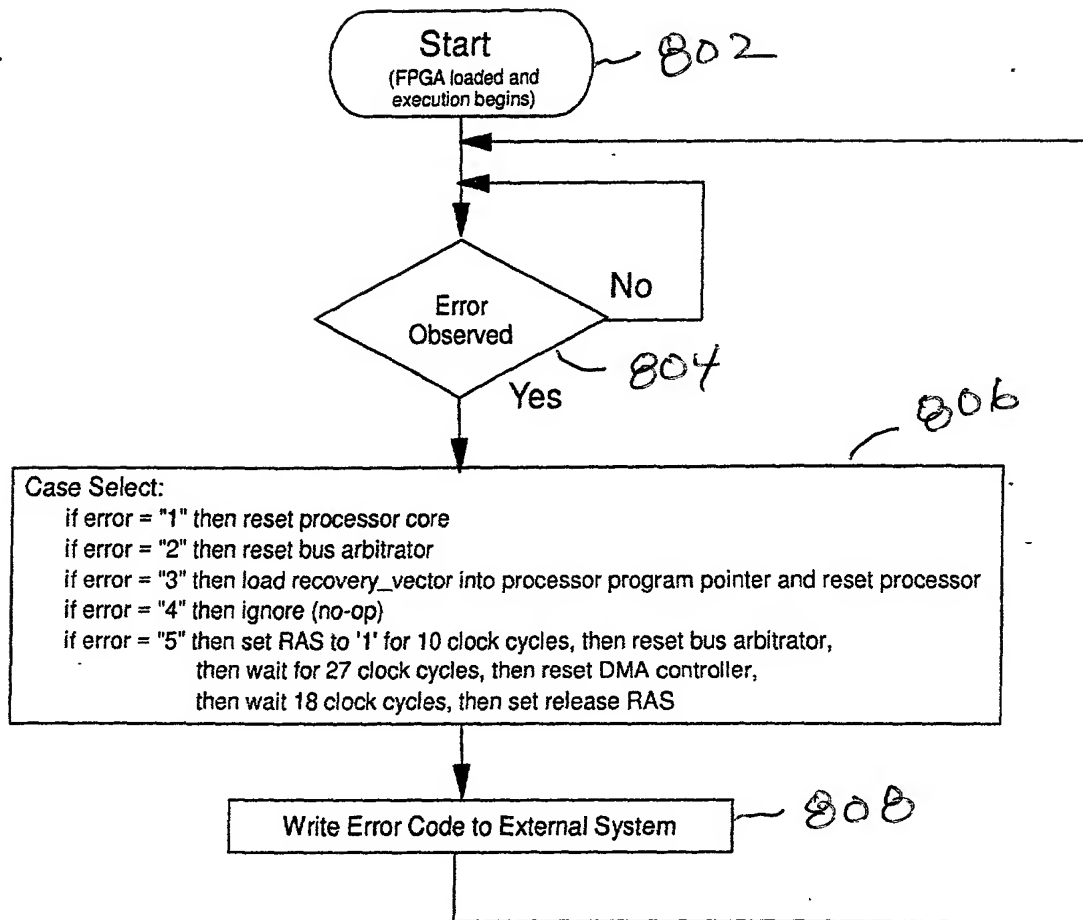 Start
(FPGA loaded and
execution begins)
802
No
Error
Observed
804
Yes
806
Case Select:
if error = "1" then reset processor core
if error = "2" then reset bus arbitrator
if error = "3" then load recovery_vector into processor program pointer and reset processor
if error = "4" then ignore (no-op)
if error = "5" then set RAS to '1' for 10 clock cycles, then reset bus arbitrator,
then wait for 27 clock cycles, then reset DMA controller,
then wait 18 clock cycles, then set release RAS
Write Error Code to External System
808